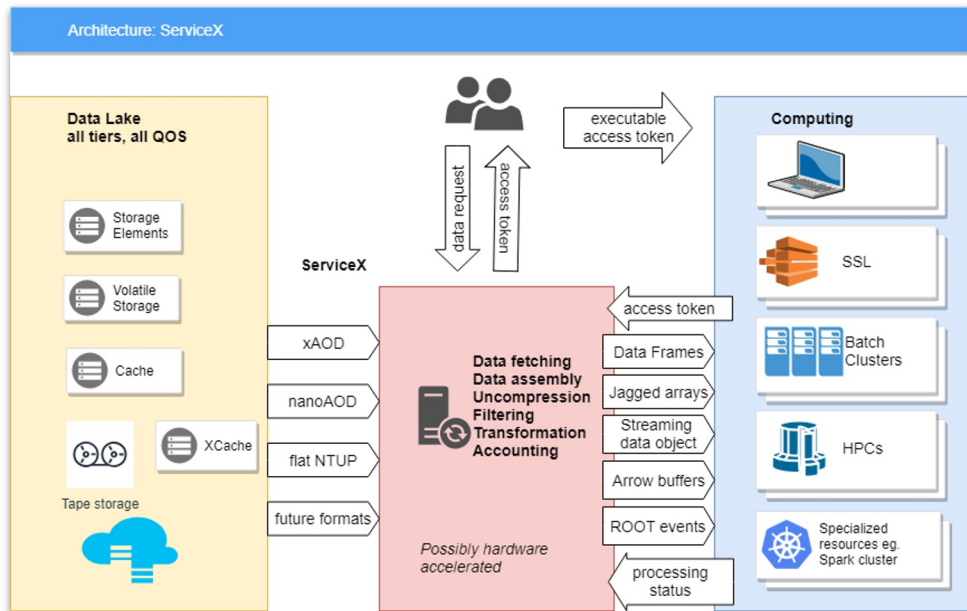 Architecture: ServiceX
Data Lake
all tiers, all QOS
Storage
Elements
Volatile
Storage
Cache
XCache
Tape storage
ServiceX
xAOD
nanoAOD
flat NTUP
future formats
data request
access token
executable
access token
Data fetching
Data assembly
Uncompression
Filtering
Transformation
Accounting
Possibly hardware
accelerated
access token
Data Frames
Jagged arrays
Streaming
data object
Arrow buffers
ROOT events
processing
status
Computing
SSL
Batch
Clusters
HPCs
Specialized
resources eg.
Spark cluster